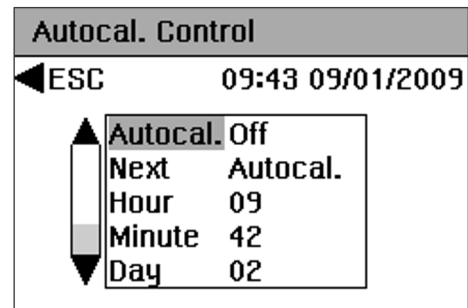 Autocal. Control
ESC 09:43 09/01/2009
Autocal. Off
Next Autocal.
Hour 09
Minute 42
Day 02